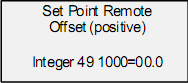 Set Point Remote
Offset (positive)
Integer 49 1000=00.0